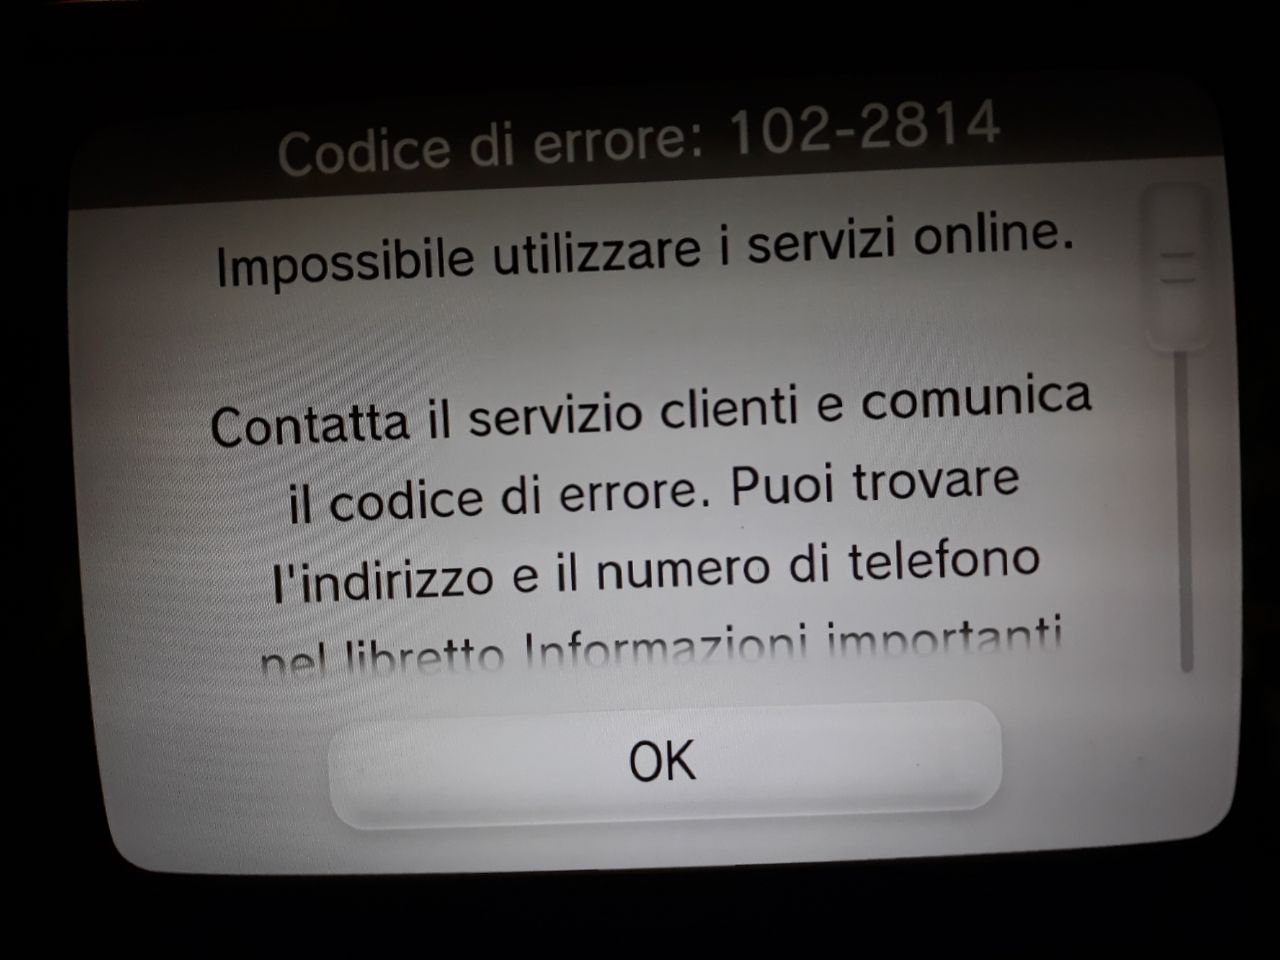 Codice di errore: 102-2814
Impossibile utilizzare i servizi online.
Contatta il servizio clienti e comunica
il codice di errore. Puoi trovare
l'indirizzo e il numero di telefono
nel libretto Informazioni importanti
OK